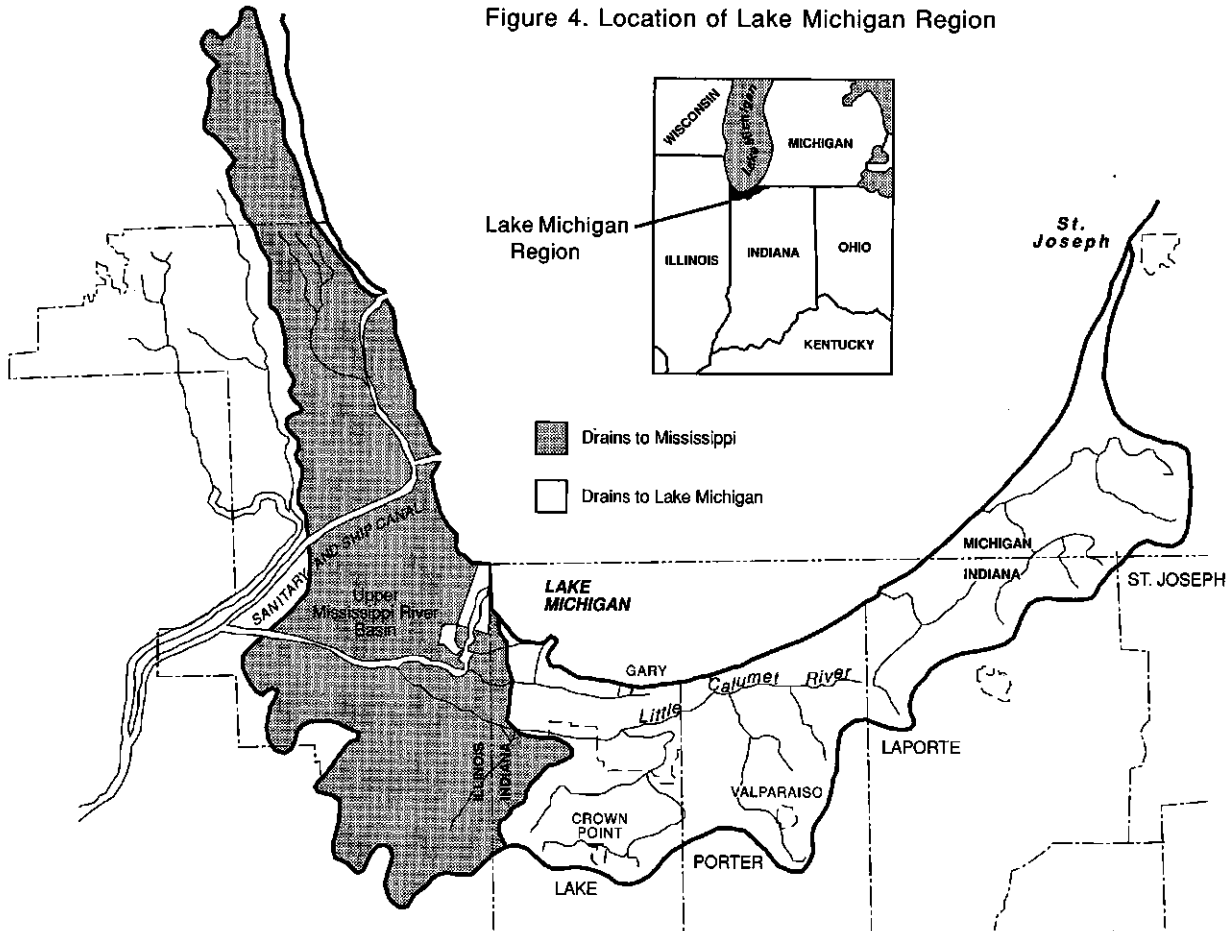 Figure 4. Location of Lake Michigan Region
WISCONSIN
Lake Michigan
MICHIGAN
Lake Michigan
Region
ILLINOIS
INDIANA
OHIO
KENTUCKY
St.
Joseph
Drains to Mississippi
Drains to Lake Michigan
SANITARY AND SHIP CANAL
Upper
Mississippi River
Basin
LAKE
MICHIGAN
MICHIGAN
INDIANA
ST. JOSEPH
GARY
Little Calumet River
LAPORTE
ILLINOIS
INDIANA
VALPARAISO
CROWN
POINT
PORTER
LAKE